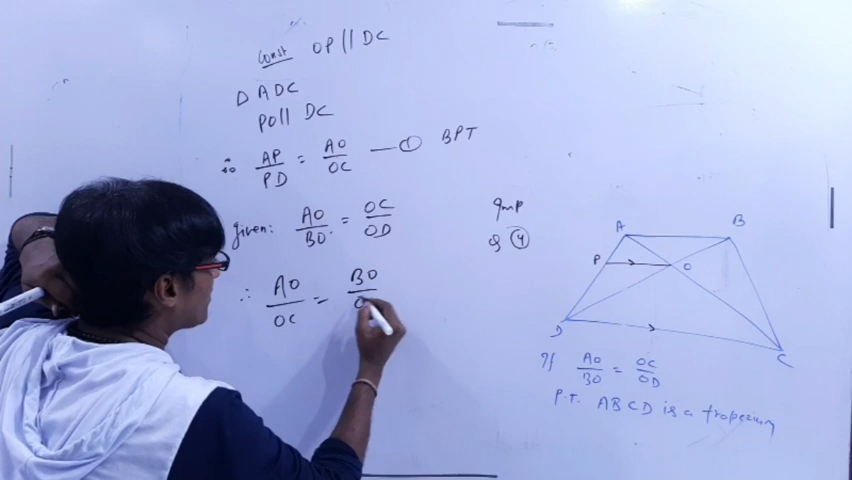 Const OP || DC
△ ADC
PO || DC
∴ AP/PD = AO/OC — ① BPT
given: AO/BO = OC/OD
∴ AO/OC = BO/O
Imp
Q ④
A B
P O
D C
If AO/BO = OC/OD
P.T. ABCD is a trapezium